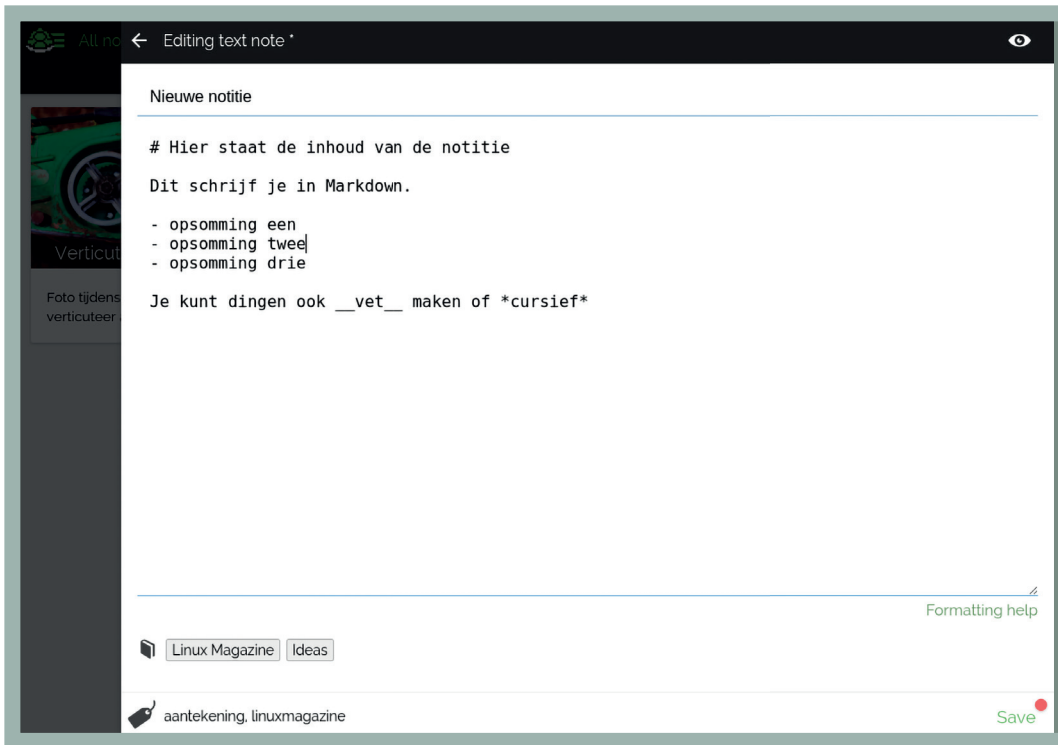 All no
Editing text note *
Nieuwe notitie
# Hier staat de inhoud van de notitie
Dit schrijf je in Markdown.
- opsomming een
- opsomming twee
- opsomming drie
Je kunt dingen ook __vet__ maken of *cursief*
Verticut
Foto tijdens
verticuteer
Formatting help
Linux Magazine Ideas
aantekening, linuxmagazine
Save